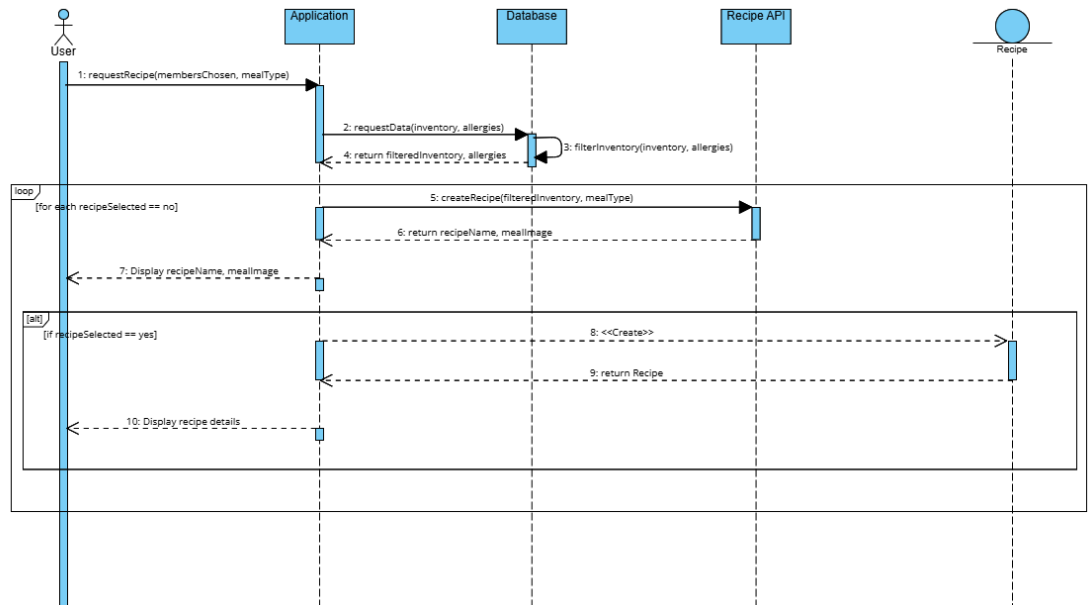 User
Application
Database
Recipe API
Recipe
1: requestRecipe(membersChosen, mealType)
2: requestData(inventory, allergies)
3: filterInventory(inventory, allergies)
4: return filteredInventory, allergies
loop
[for each recipeSelected == no]
5: createRecipe(filteredInventory, mealType)
6: return recipeName, mealImage
7: Display recipeName, mealImage
[alt]
[if recipeSelected == yes]
8: <<Create>>
9: return Recipe
10: Display recipe details